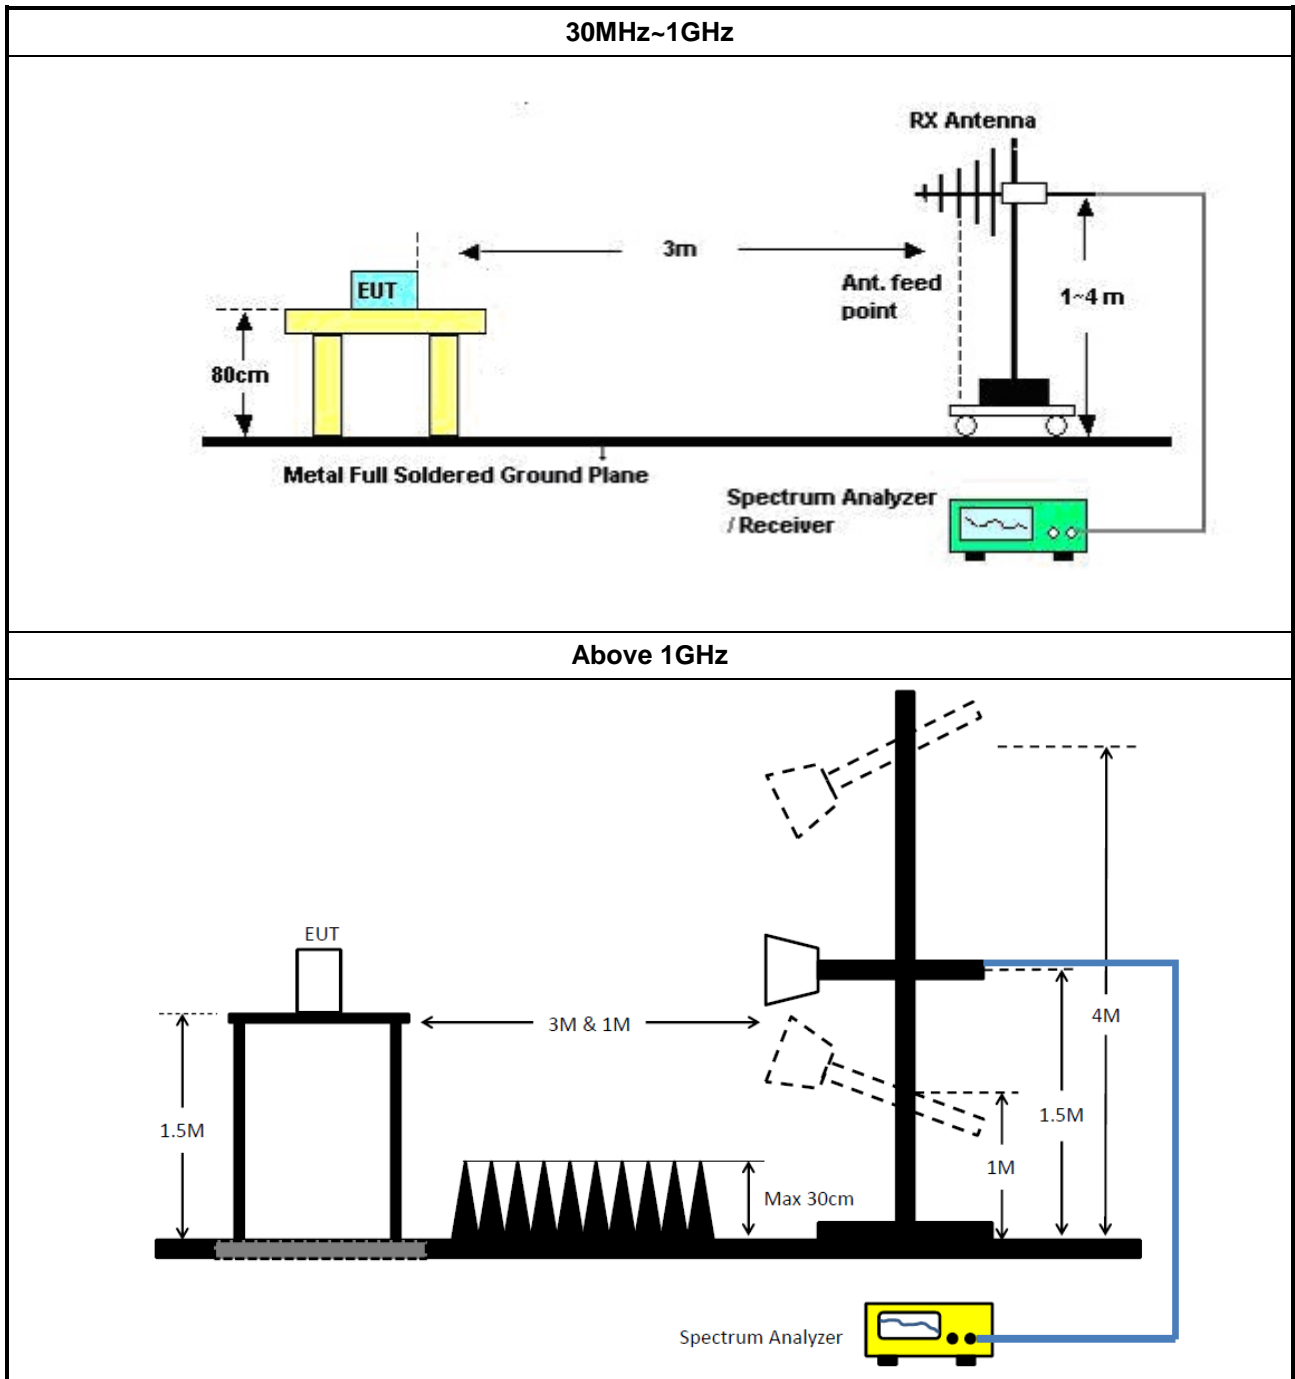 30MHz~1GHz
RX Antenna
3m
EUT
Ant. feed
point
1~4 m
80cm
Metal Full Soldered Ground Plane
Spectrum Analyzer
/ Receiver
Above 1GHz
EUT
3M & 1M
4M
1.5M
1.5M
1M
Max 30cm
Spectrum Analyzer